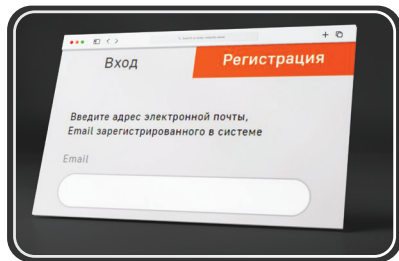 Вход
Регистрация
Введите адрес электронной почты,
Email зарегистрированного в системе
Email